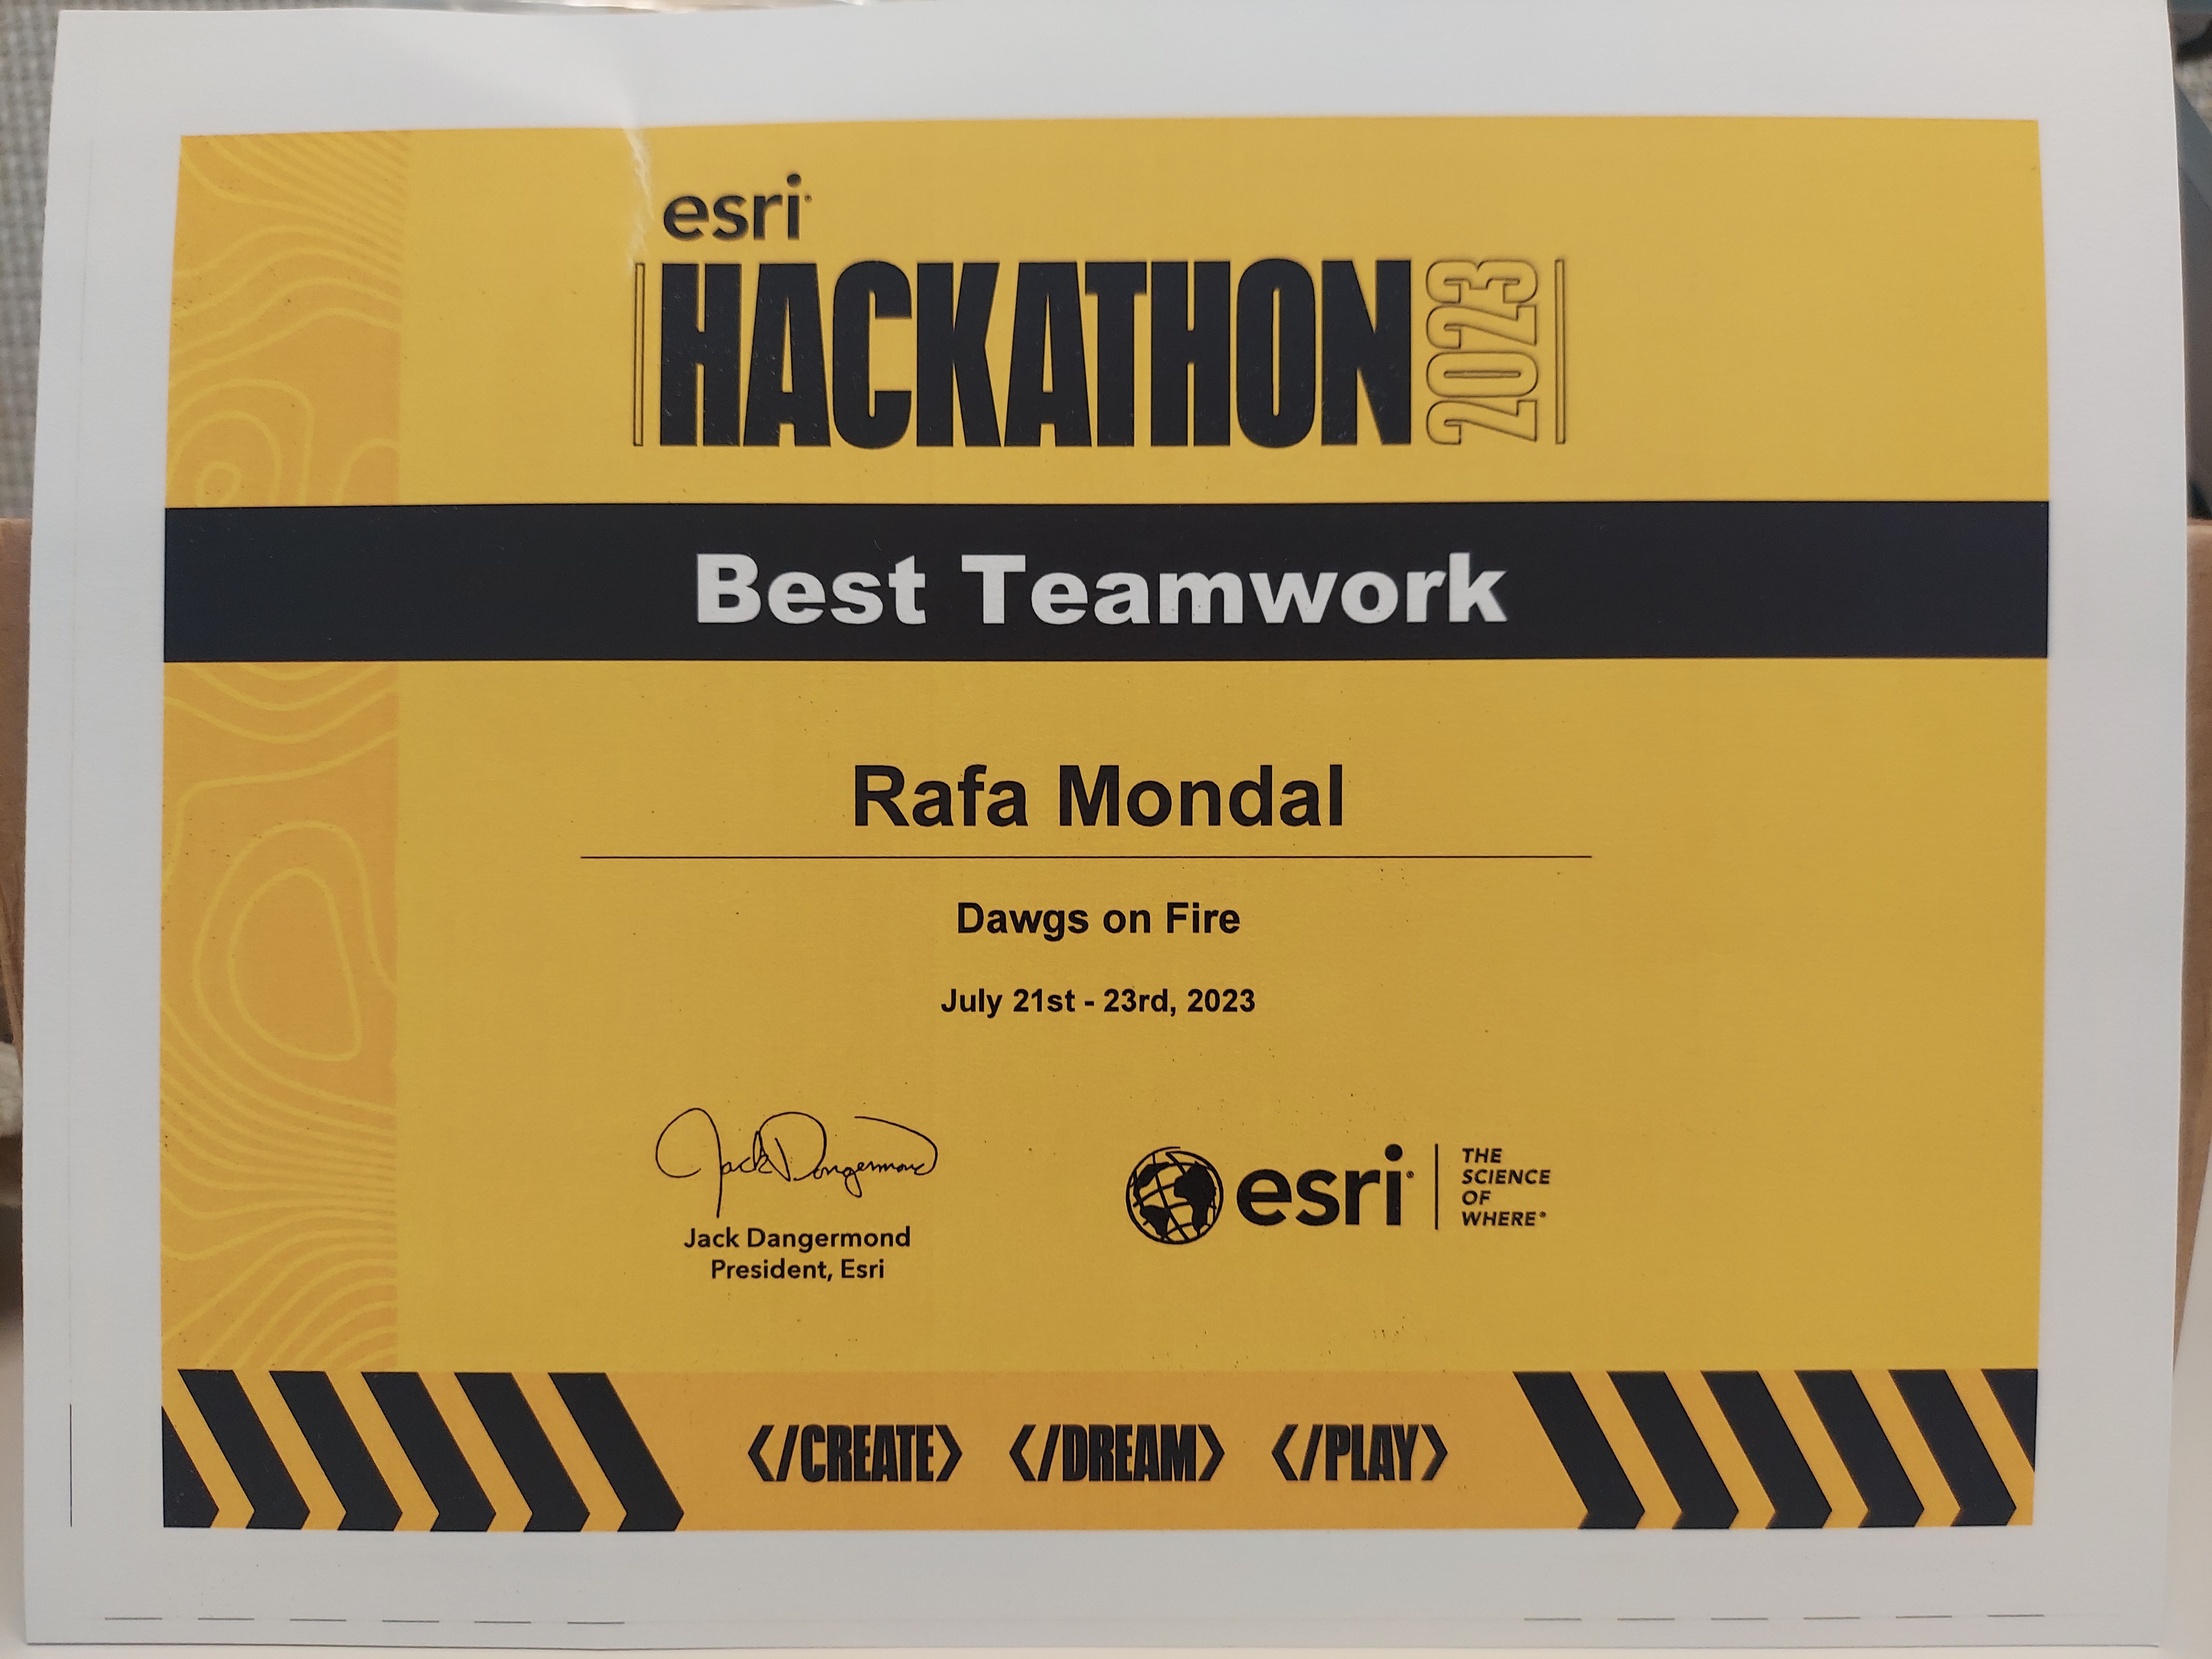 esri
HACKATHON 2023
Best Teamwork
Rafa Mondal
Dawgs on Fire
July 21st - 23rd, 2023
Jack Dangermond
Jack Dangermond
President, Esri
esri®
THE
SCIENCE
OF
WHERE®
</CREATE> </DREAM> </PLAY>